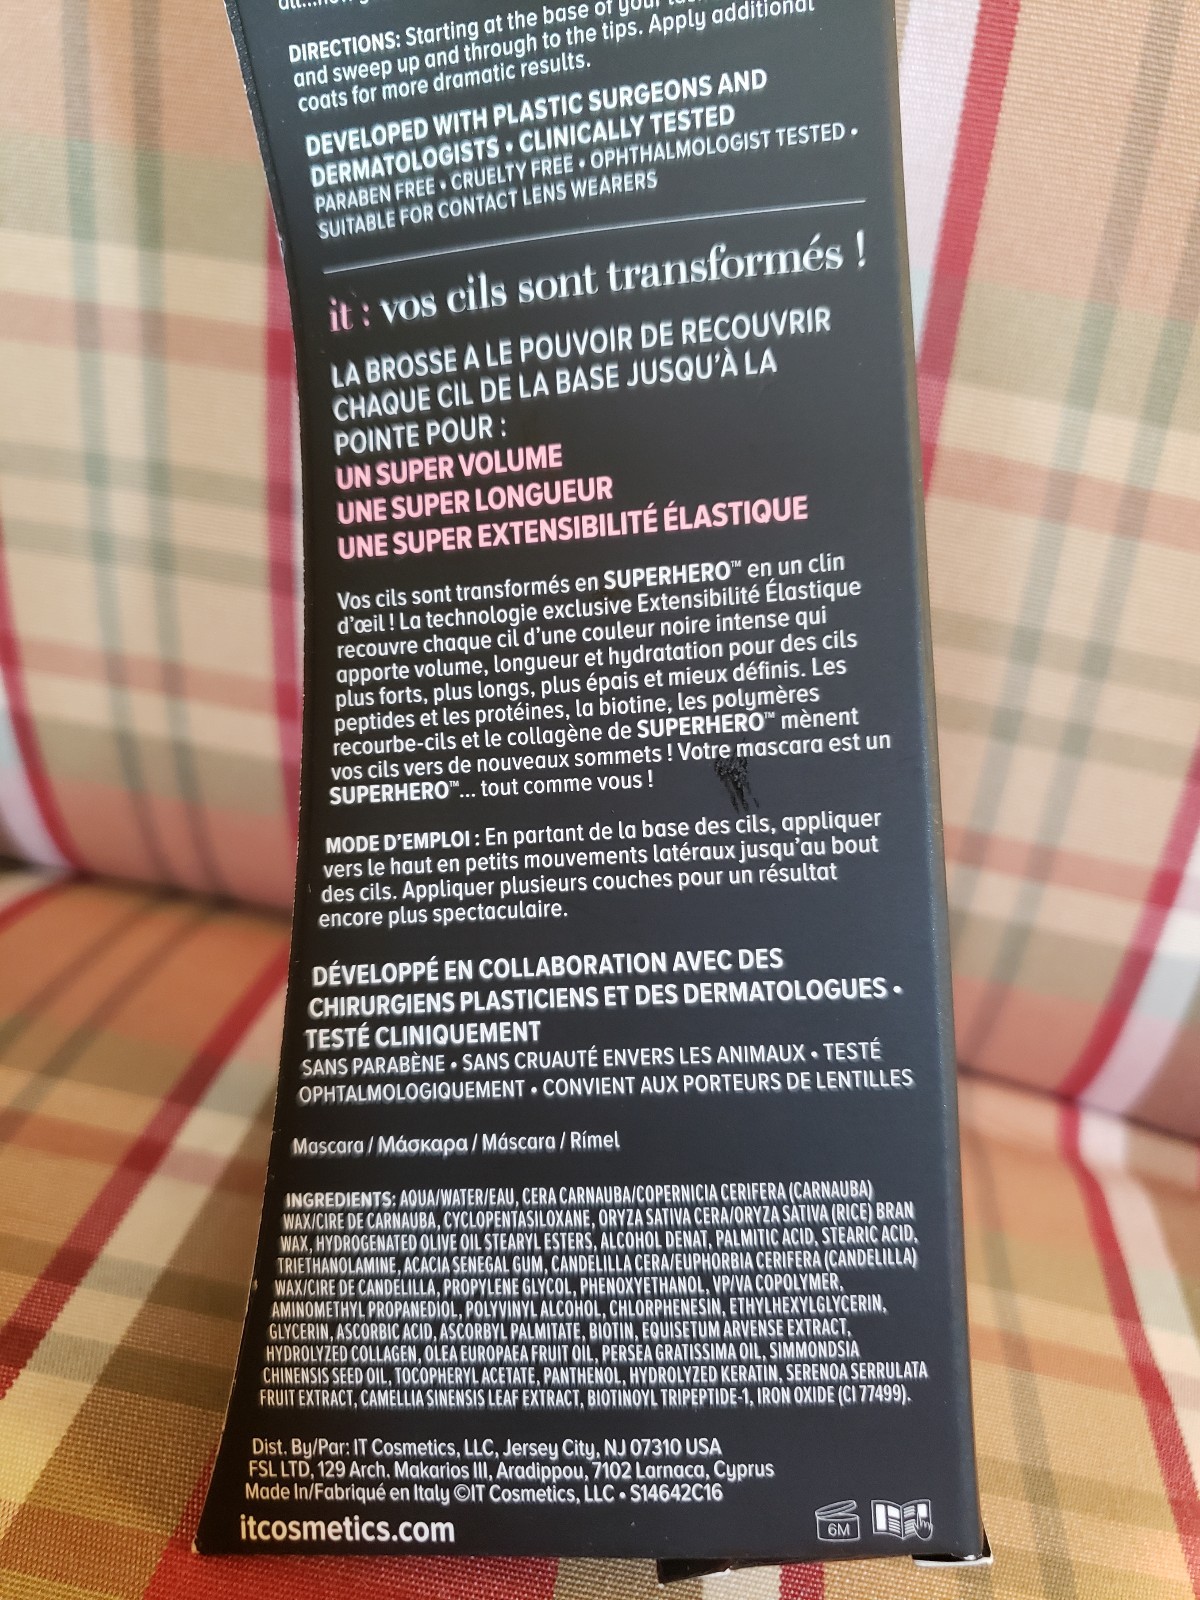 DIRECTIONS: Starting at the base of your
and sweep up and through to the tips. Apply additional
coats for more dramatic results.
DEVELOPED WITH PLASTIC SURGEONS AND
DERMATOLOGISTS • CLINICALLY TESTED
PARABEN FREE • CRUELTY FREE • OPHTHALMOLOGIST TESTED •
SUITABLE FOR CONTACT LENS WEARERS
it : vos cils sont transformés !
LA BROSSE A LE POUVOIR DE RECOUVRIR
CHAQUE CIL DE LA BASE JUSQU'À LA
POINTE POUR :
UN SUPER VOLUME
UNE SUPER LONGUEUR
UNE SUPER EXTENSIBILITÉ ÉLASTIQUE
Vos cils sont transformés en SUPERHERO™ en un clin
d'œil ! La technologie exclusive Extensibilité Élastique
recouvre chaque cil d'une couleur noire intense qui
apporte volume, longueur et hydratation pour des cils
plus forts, plus longs, plus épais et mieux définis. Les
peptides et les protéines, la biotine, les polymères
recourbe-cils et le collagène de SUPERHERO™ mènent
vos cils vers de nouveaux sommets ! Votre mascara est un
SUPERHERO™... tout comme vous !
MODE D'EMPLOI : En partant de la base des cils, appliquer
vers le haut en petits mouvements latéraux jusqu'au bout
des cils. Appliquer plusieurs couches pour un résultat
encore plus spectaculaire.
DÉVELOPPÉ EN COLLABORATION AVEC DES
CHIRURGIENS PLASTICIENS ET DES DERMATOLOGUES •
TESTÉ CLINIQUEMENT
SANS PARABÈNE • SANS CRUAUTÉ ENVERS LES ANIMAUX • TESTÉ
OPHTALMOLOGIQUEMENT • CONVIENT AUX PORTEURS DE LENTILLES
Mascara / Μάσκαρα / Máscara / Rímel
INGREDIENTS: AQUA/WATER/EAU, CERA CARNAUBA/COPERNICIA CERIFERA (CARNAUBA)
WAX/CIRE DE CARNAUBA, CYCLOPENTASILOXANE, ORYZA SATIVA CERA/ORYZA SATIVA (RICE) BRAN
WAX, HYDROGENATED OLIVE OIL STEARYL ESTERS, ALCOHOL DENAT, PALMITIC ACID, STEARIC ACID,
TRIETHANOLAMINE, ACACIA SENEGAL GUM, CANDELILLA CERA/EUPHORBIA CERIFERA (CANDELILLA)
WAX/CIRE DE CANDELILLA, PROPYLENE GLYCOL, PHENOXYETHANOL, VP/VA COPOLYMER,
AMINOMETHYL PROPANEDIOL, POLYVINYL ALCOHOL, CHLORPHENESIN, ETHYLHEXYLGLYCERIN,
GLYCERIN, ASCORBIC ACID, ASCORBYL PALMITATE, BIOTIN, EQUISETUM ARVENSE EXTRACT,
HYDROLYZED COLLAGEN, OLEA EUROPAEA FRUIT OIL, PERSEA GRATISSIMA OIL, SIMMONDSIA
CHINENSIS SEED OIL, TOCOPHERYL ACETATE, PANTHENOL, HYDROLYZED KERATIN, SERENOA SERRULATA
FRUIT EXTRACT, CAMELLIA SINENSIS LEAF EXTRACT, BIOTINOYL TRIPEPTIDE-1, IRON OXIDE (CI 77499).
Dist. By/Par: IT Cosmetics, LLC, Jersey City, NJ 07310 USA
FSL LTD, 129 Arch. Makarios III, Aradippou, 7102 Larnaca, Cyprus
Made In/Fabriqué en Italy ©IT Cosmetics, LLC • S14642C16
itcosmetics.com
6M